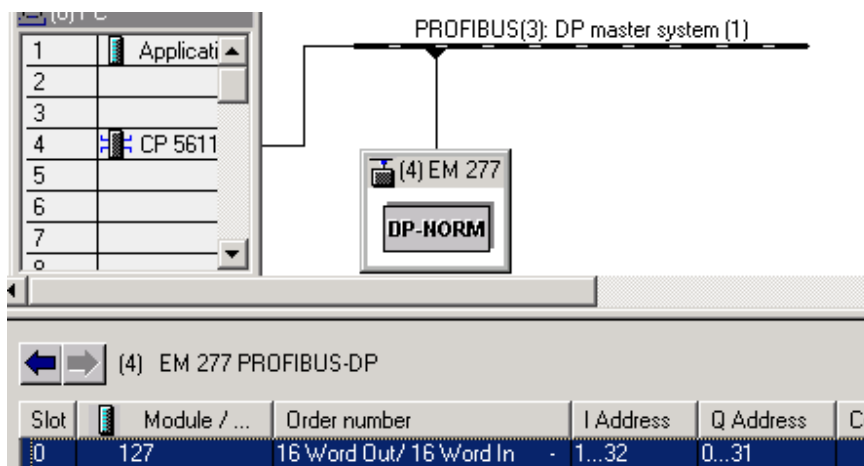 PROFIBUS(3): DP master system (1)
1 Applicati
2
3
4 CP 5611
5
6
7
(4) EM 277
DP-NORM
(4) EM 277 PROFIBUS-DP
Slot Module / ... Order number I Address Q Address C
0 127 16 Word Out/ 16 Word In - 1...32 0...31